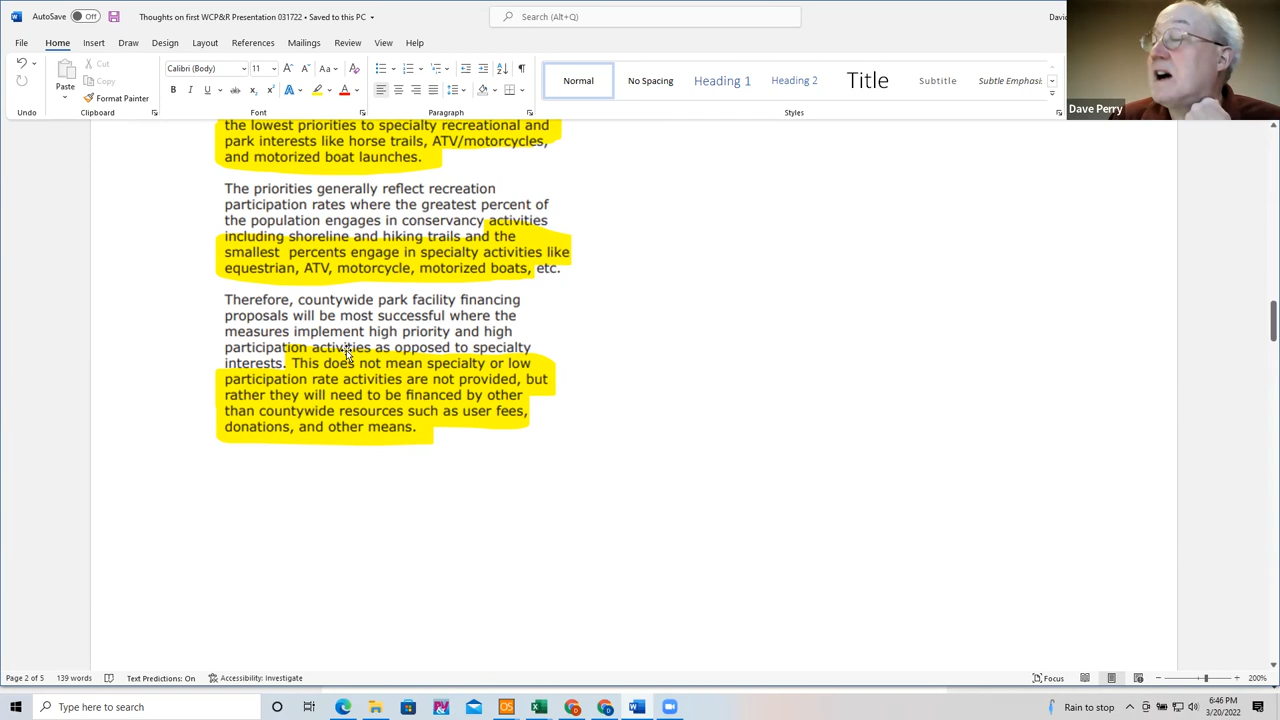 AutoSave Off Thoughts on first WCP&R Presentation 031722 • Saved to this PC Search (Alt+Q)
File Home Insert Draw Design Layout References Mailings Review View Help
Cut
Copy
Paste
Format Painter
Calibri (Body) 11
Normal No Spacing Heading 1 Heading 2 Title Subtitle Subtle Emphasis
Undo Clipboard Font Paragraph Styles
Dave Perry
the lowest priorities to specialty recreational and
park interests like horse trails, ATV/motorcycles,
and motorized boat launches.
The priorities generally reflect recreation
participation rates where the greatest percent of
the population engages in conservancy activities
including shoreline and hiking trails and the
smallest percents engage in specialty activities like
equestrian, ATV, motorcycle, motorized boats, etc.
Therefore, countywide park facility financing
proposals will be most successful where the
measures implement high priority and high
participation activities as opposed to specialty
interests. This does not mean specialty or low
participation rate activities are not provided, but
rather they will need to be financed by other
than countywide resources such as user fees,
donations, and other means.
Page 2 of 5 139 words Text Predictions: On Accessibility: Investigate Focus 200%
Type here to search Rain to stop 6:46 PM
3/20/2022